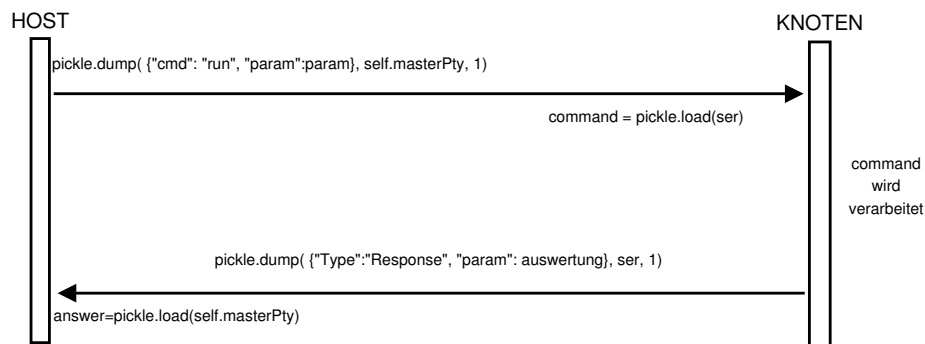 HOST
KNOTEN
pickle.dump( {"cmd": "run", "param":param}, self.masterPty, 1)
command = pickle.load(ser)
command
wird
verarbeitet
pickle.dump( {"Type":"Response", "param": auswertung}, ser, 1)
answer=pickle.load(self.masterPty)